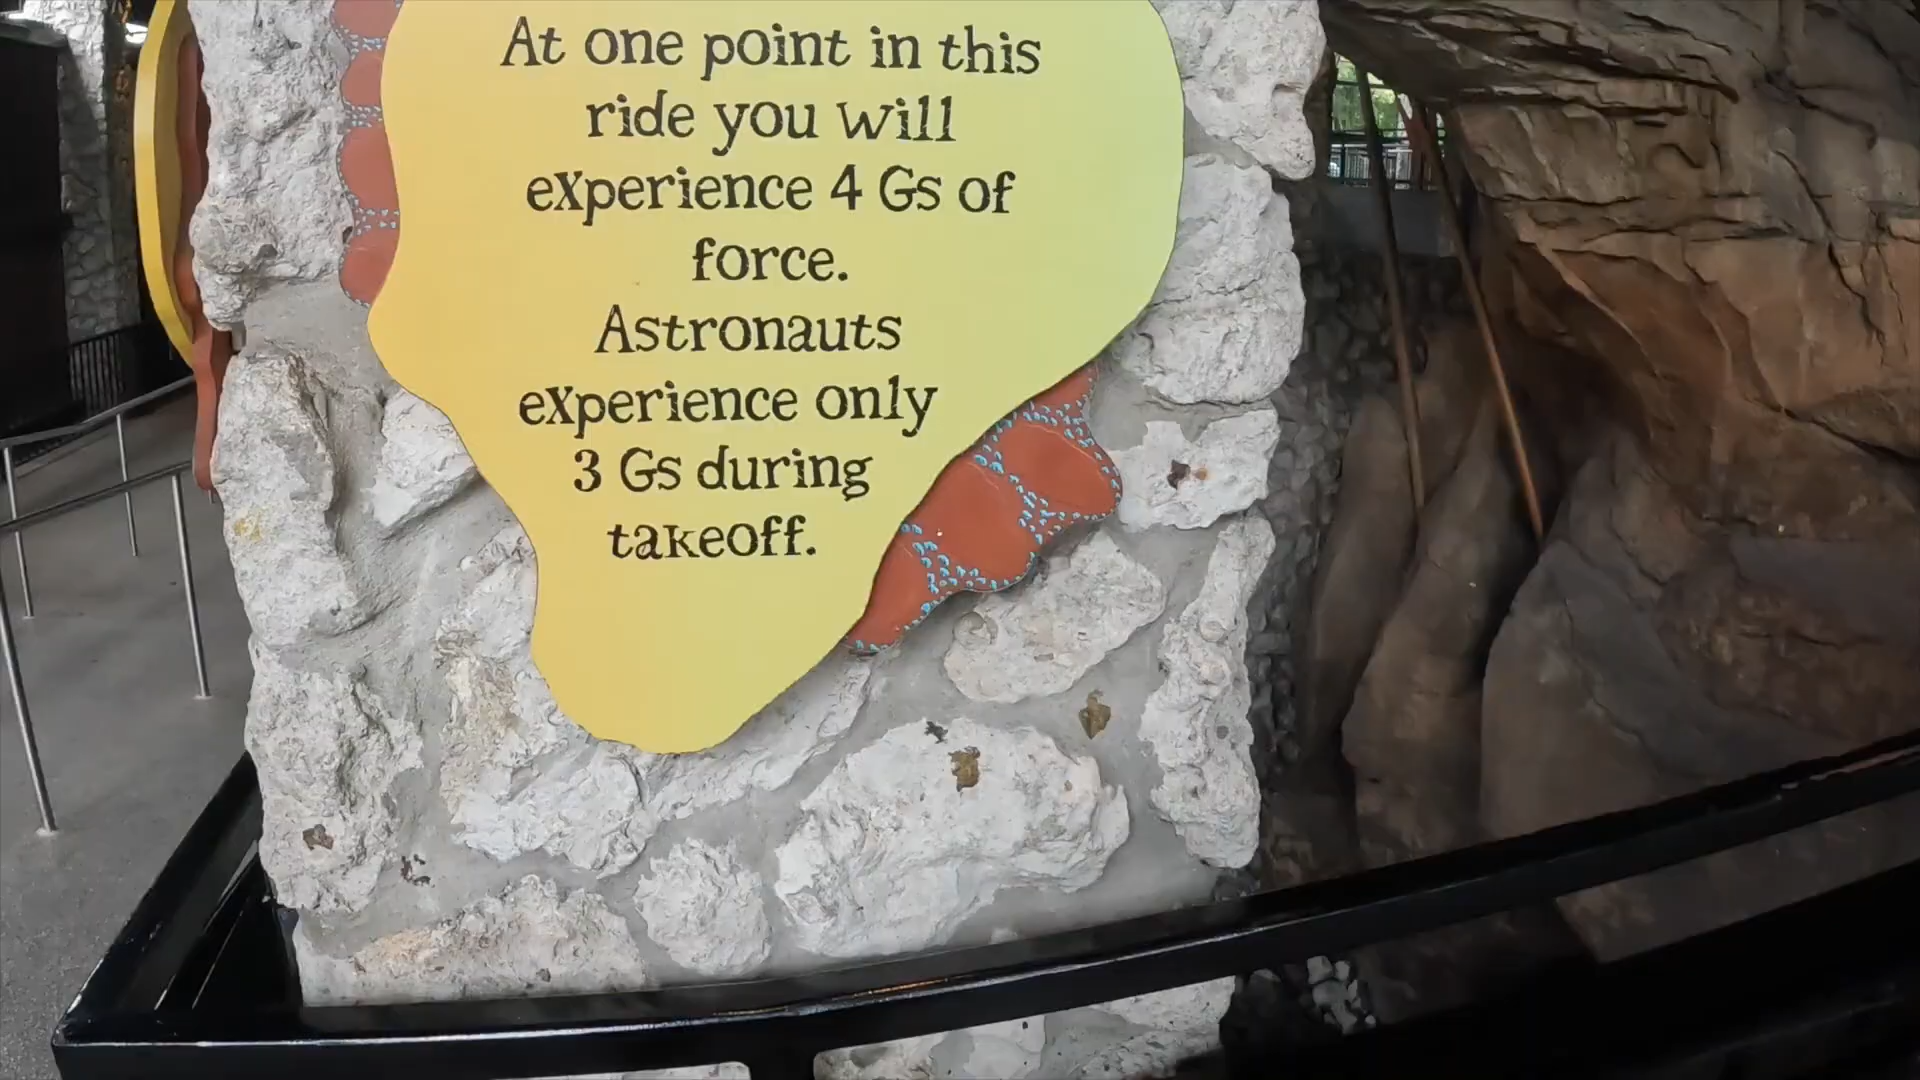 At one point in this
ride you will
experience 4 Gs of
force.
Astronauts
experience only
3 Gs during
takeoff.